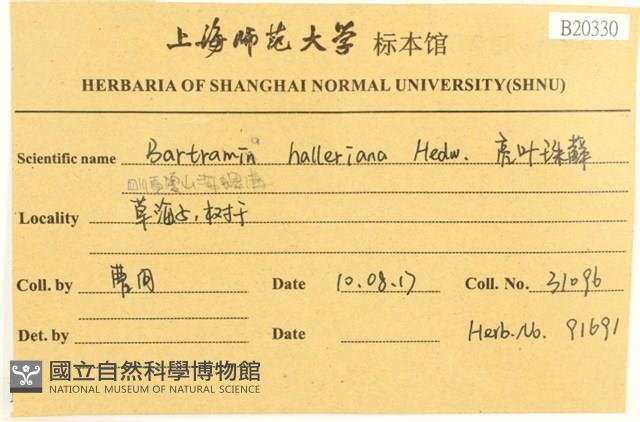 上海师范大学 标本馆
B20330
HERBARIA OF SHANGHAI NORMAL UNIVERSITY(SHNU)
Scientific name Bartramia halleriana Hedw. 亮叶珠藓
Locality 草海子,树干
Coll. by 曹同 Date 10.08.17 Coll. No. 31096
Det. by Date Herb. No. 91691
國立自然科學博物館
NATIONAL MUSEUM OF NATURAL SCIENCE